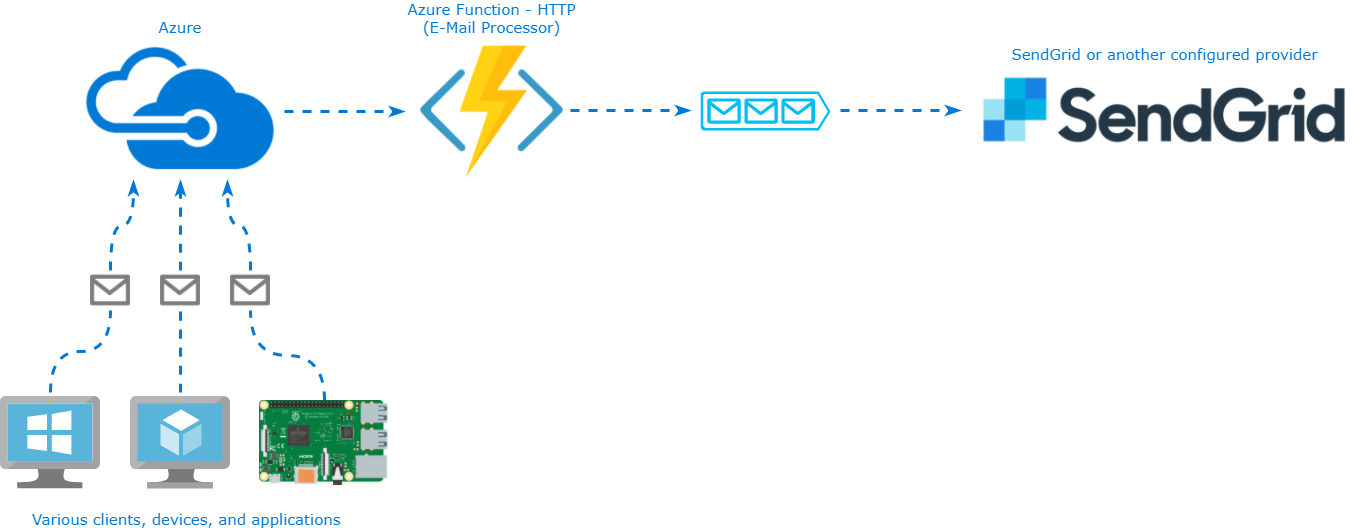 Azure Function - HTTP
(E-Mail Processor)
Azure
SendGrid or another configured provider
SendGrid
Various clients, devices, and applications